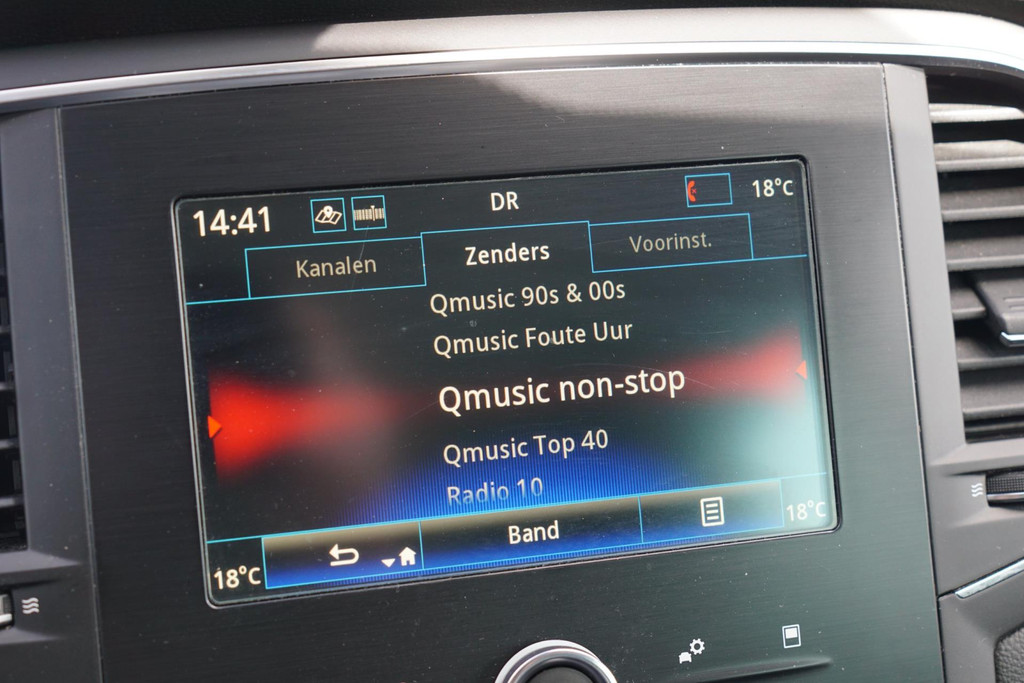 14:41 DR 18°C
Kanalen Zenders Voorinst.
Qmusic 90s & 00s
Qmusic Foute Uur
Qmusic non-stop
Qmusic Top 40
Radio 10
18°C Band 18°C